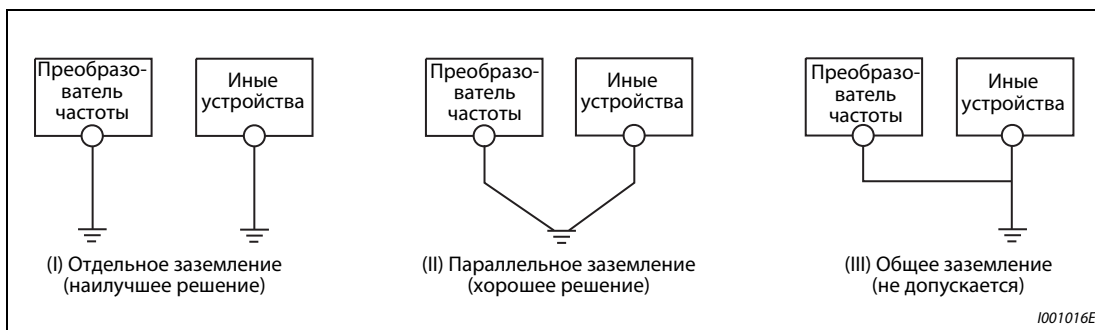 Преобразо-
ватель
частоты
Иные
устройства
Преобразо-
ватель
частоты
Иные
устройства
Преобразо-
ватель
частоты
Иные
устройства
(I) Отдельное заземление
(наилучшее решение)
(II) Параллельное заземление
(хорошее решение)
(III) Общее заземление
(не допускается)
I001016E